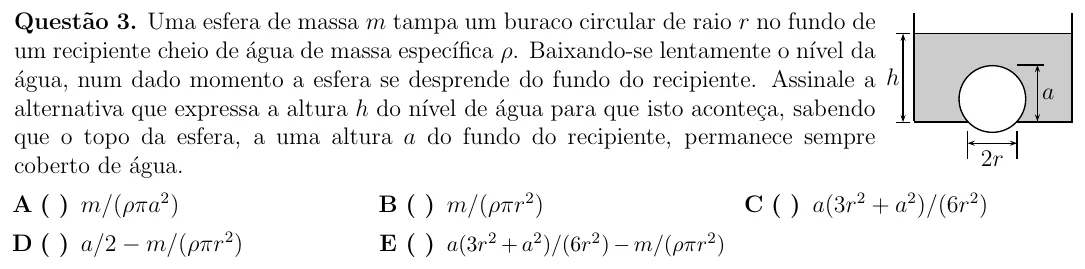 Questão 3. Uma esfera de massa m tampa um buraco circular de raio r no fundo de
um recipiente cheio de água de massa específica ρ. Baixando-se lentamente o nível da
água, num dado momento a esfera se desprende do fundo do recipiente. Assinale a
alternativa que expressa a altura h do nível de água para que isto aconteça, sabendo
que o topo da esfera, a uma altura a do fundo do recipiente, permanece sempre
coberto de água.
h
a
2r
A ( ) m/(ρπa²)
B ( ) m/(ρπr²)
C ( ) a(3r² + a²)/(6r²)
D ( ) a/2 − m/(ρπr²)
E ( ) a(3r² + a²)/(6r²) − m/(ρπr²)